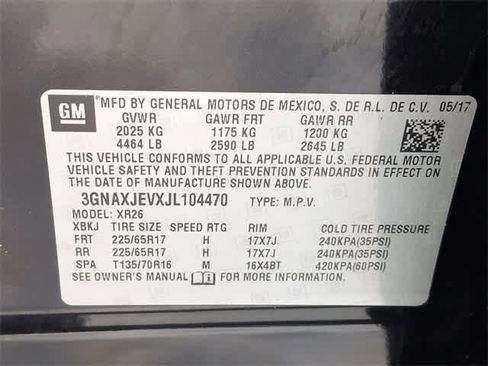 GM MFD BY GENERAL MOTORS DE MEXICO, S. DE R.L. DE C.V. 05/17
GVWR GAWR FRT GAWR RR
2025 KG 1175 KG 1200 KG
4464 LB 2590 LB 2645 LB
THIS VEHICLE CONFORMS TO ALL APPLICABLE U.S. FEDERAL MOTOR
VEHICLE SAFETY AND THEFT PREVENTION STANDARDS IN EFFECT ON
THE DATE OF MANUFACTURE SHOWN ABOVE.
3GNAXJEVXJL104470 TYPE: M.P.V.
MODEL: XR26
XBKJ TIRE SIZE SPEED RTG RIM COLD TIRE PRESSURE
FRT 225/65R17 H 17X7J 240KPA(35PSI)
RR 225/65R17 H 17X7J 240KPA(35PSI)
SPA T135/70R16 M 16X4BT 420KPA(60PSI)
SEE OWNER'S MANUAL FOR MORE INFORMATION